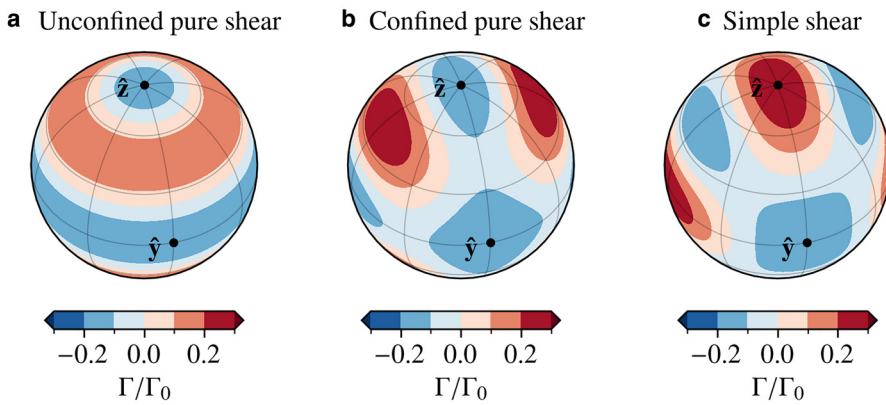 a Unconfined pure shear
b Confined pure shear
c Simple shear
ẑ
ŷ
ẑ
ŷ
ẑ
ŷ
−0.2 0.0 0.2
Γ/Γ₀
−0.2 0.0 0.2
Γ/Γ₀
−0.2 0.0 0.2
Γ/Γ₀